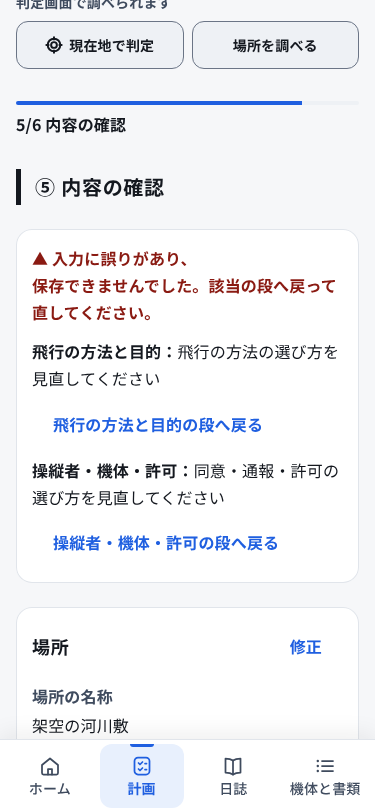 判定画面で調べられます
現在地で判定
場所を調べる
5/6 内容の確認
⑤ 内容の確認
▲ 入力に誤りがあり、
保存できませんでした。該当の段へ戻って
直してください。
飛行の方法と目的：飛行の方法の選び方を
見直してください
飛行の方法と目的の段へ戻る
操縦者・機体・許可：同意・通報・許可の
選び方を見直してください
操縦者・機体・許可の段へ戻る
場所
修正
場所の名称
架空の河川敷
ホーム
計画
日誌
機体と書類